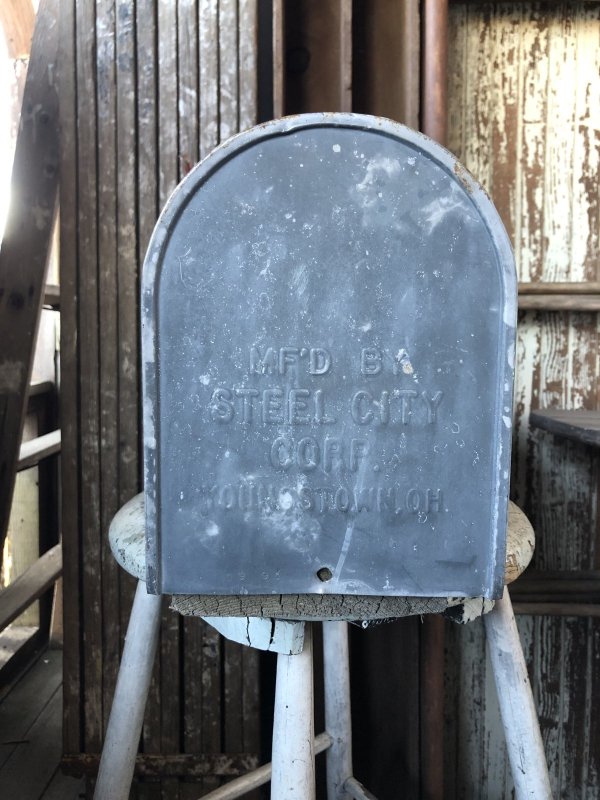 MF'D BY
STEEL CITY
CORP.
YOUNGSTOWN, OH.